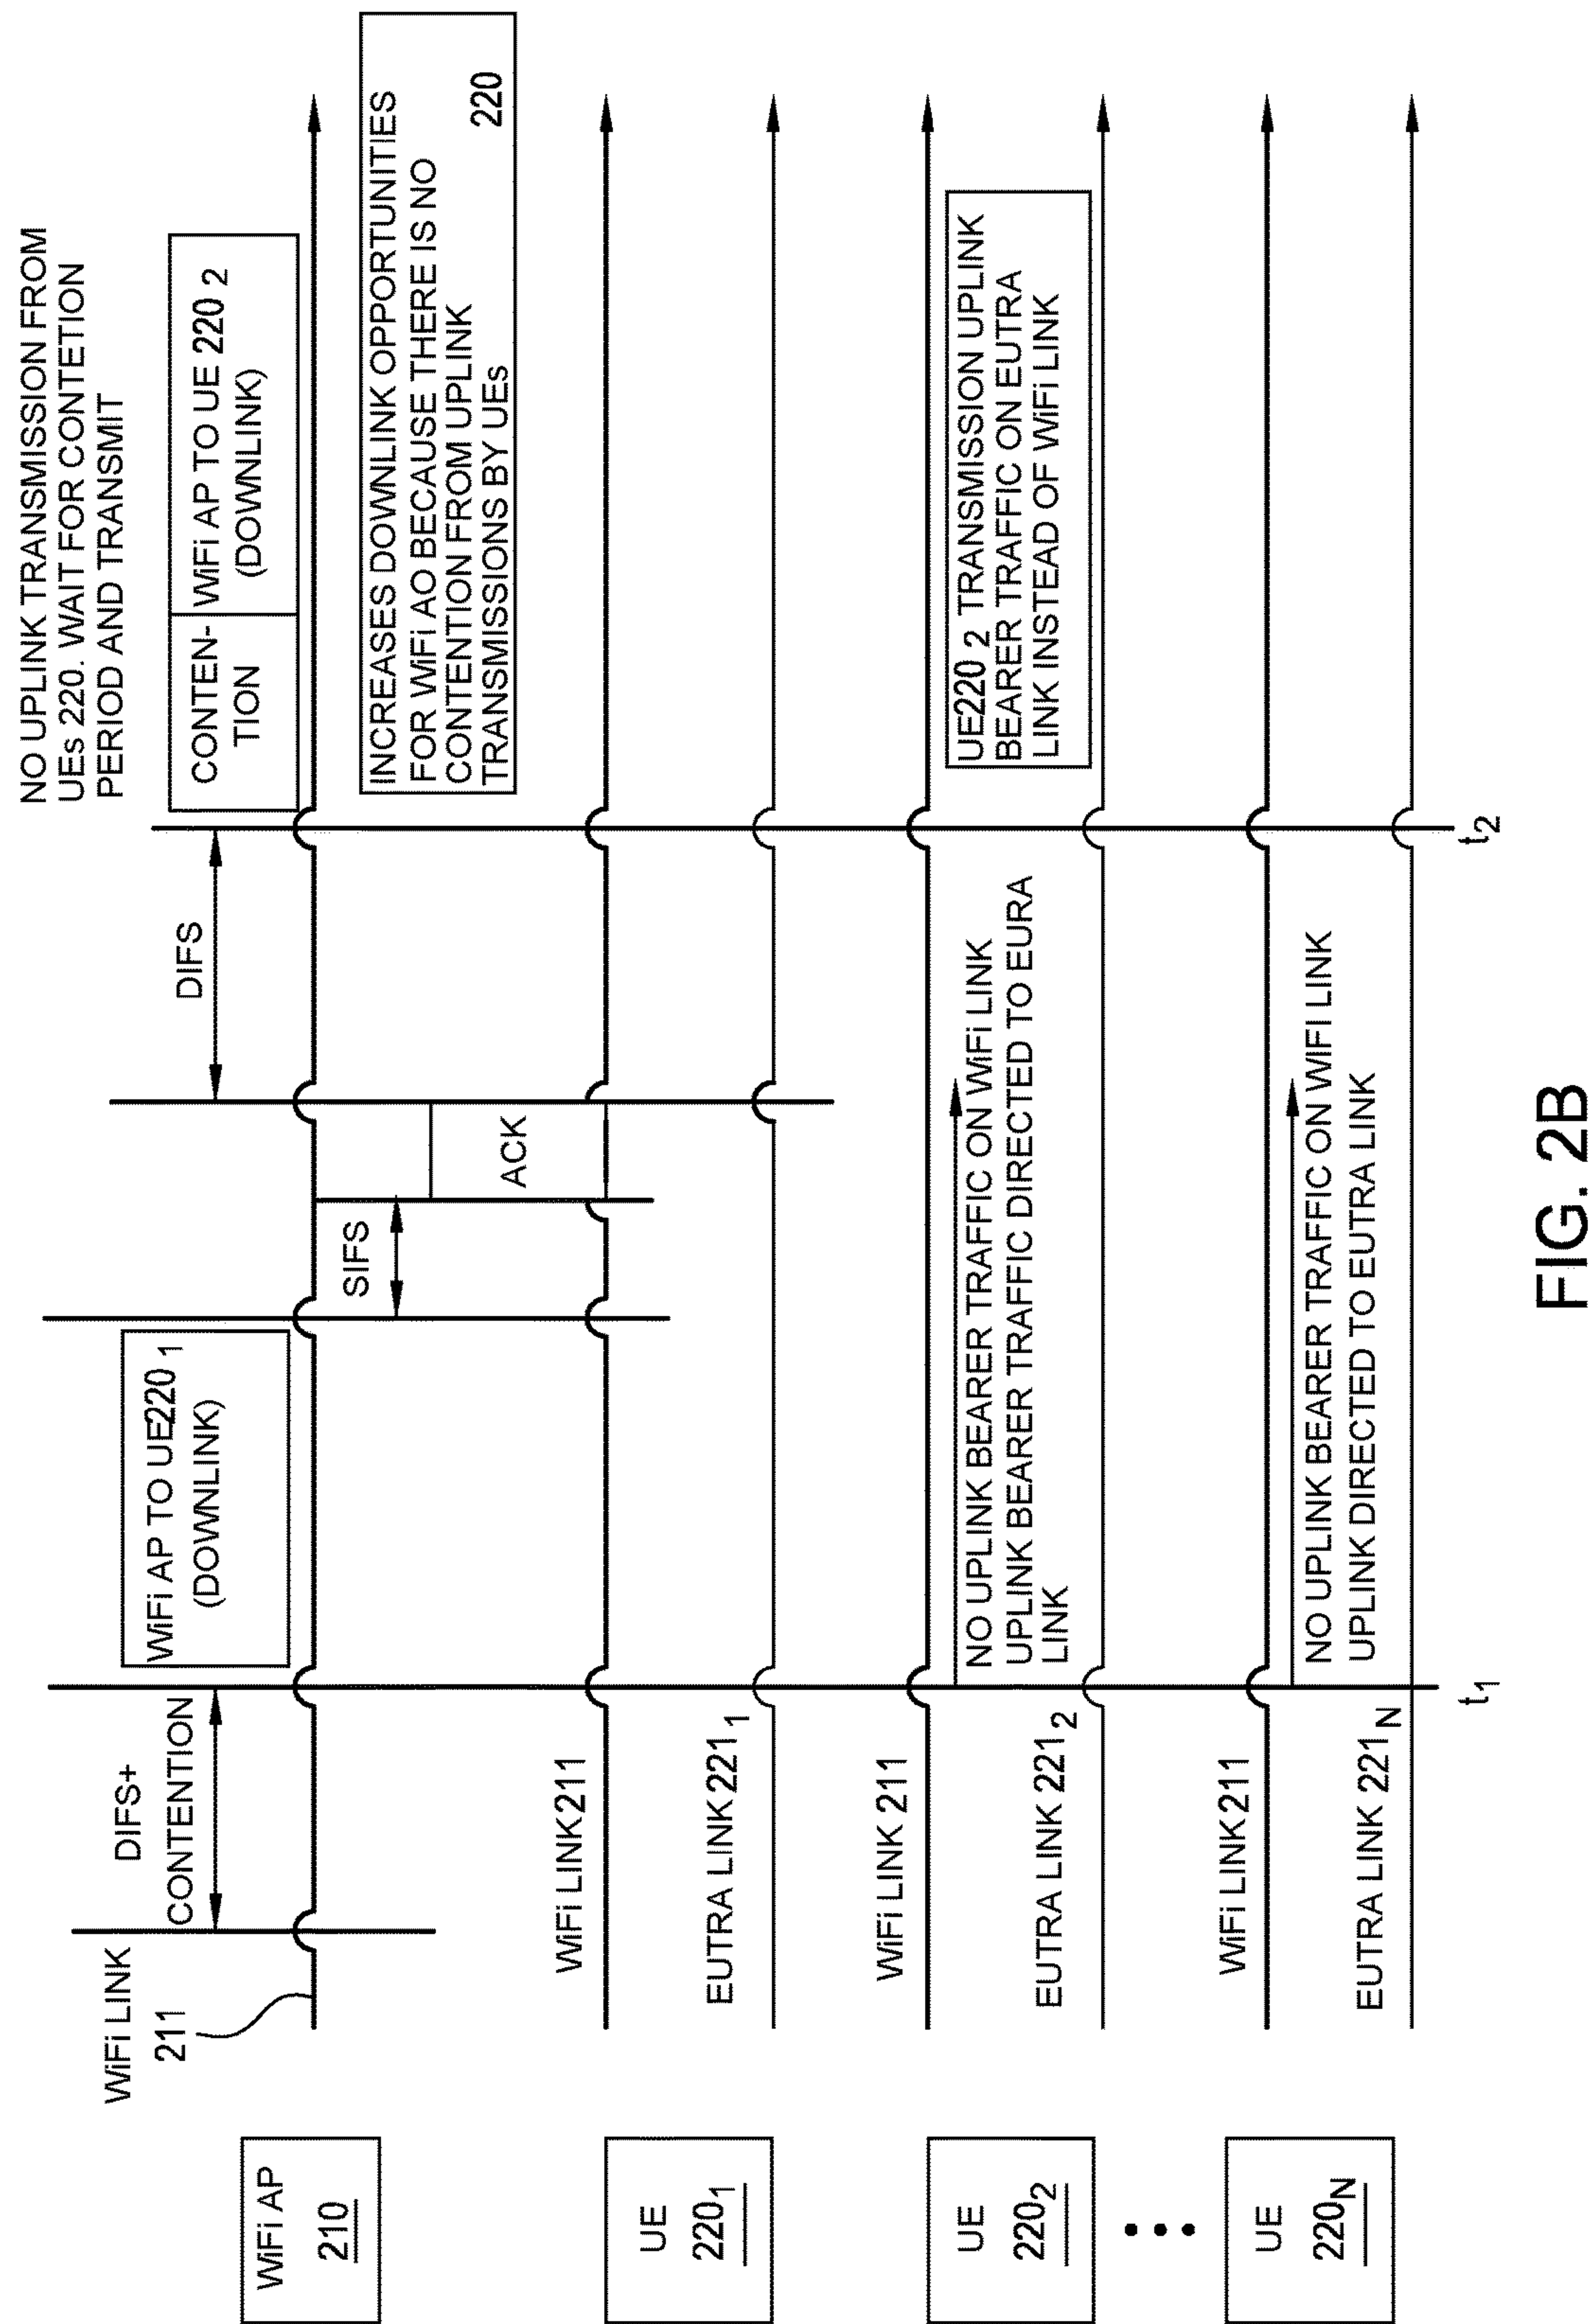 NO UPLINK TRANSMISSION FROM
UEs 220. WAIT FOR CONTETION
PERIOD AND TRANSMIT
WiFi LINK
211
DIFS+
CONTENTION
WiFi AP TO UE220 1
(DOWNLINK)
SIFS
ACK
DIFS
CONTEN-
TION
WiFi AP TO UE 220 2
(DOWNLINK)
INCREASES DOWNLINK OPPORTUNITIES
FOR WiFi AO BECAUSE THERE IS NO
CONTENTION FROM UPLINK
TRANSMISSIONS BY UEs 220
WiFi AP
210
UE
220 1
WiFi LINK 211
EUTRA LINK 221 1
UE
220 2
WiFi LINK 211
NO UPLINK BEARER TRAFFIC ON WiFi LINK
UPLINK BEARER TRAFFIC DIRECTED TO EURA
LINK
UE220 2 TRANSMISSION UPLINK
BEARER TRAFFIC ON EUTRA
LINK INSTEAD OF WiFi LINK
EUTRA LINK 221 2
UE
220 N
WiFi LINK 211
NO UPLINK BEARER TRAFFIC ON WIFI LINK
UPLINK DIRECTED TO EUTRA LINK
EUTRA LINK 221 N
t1
t2
FIG. 2B